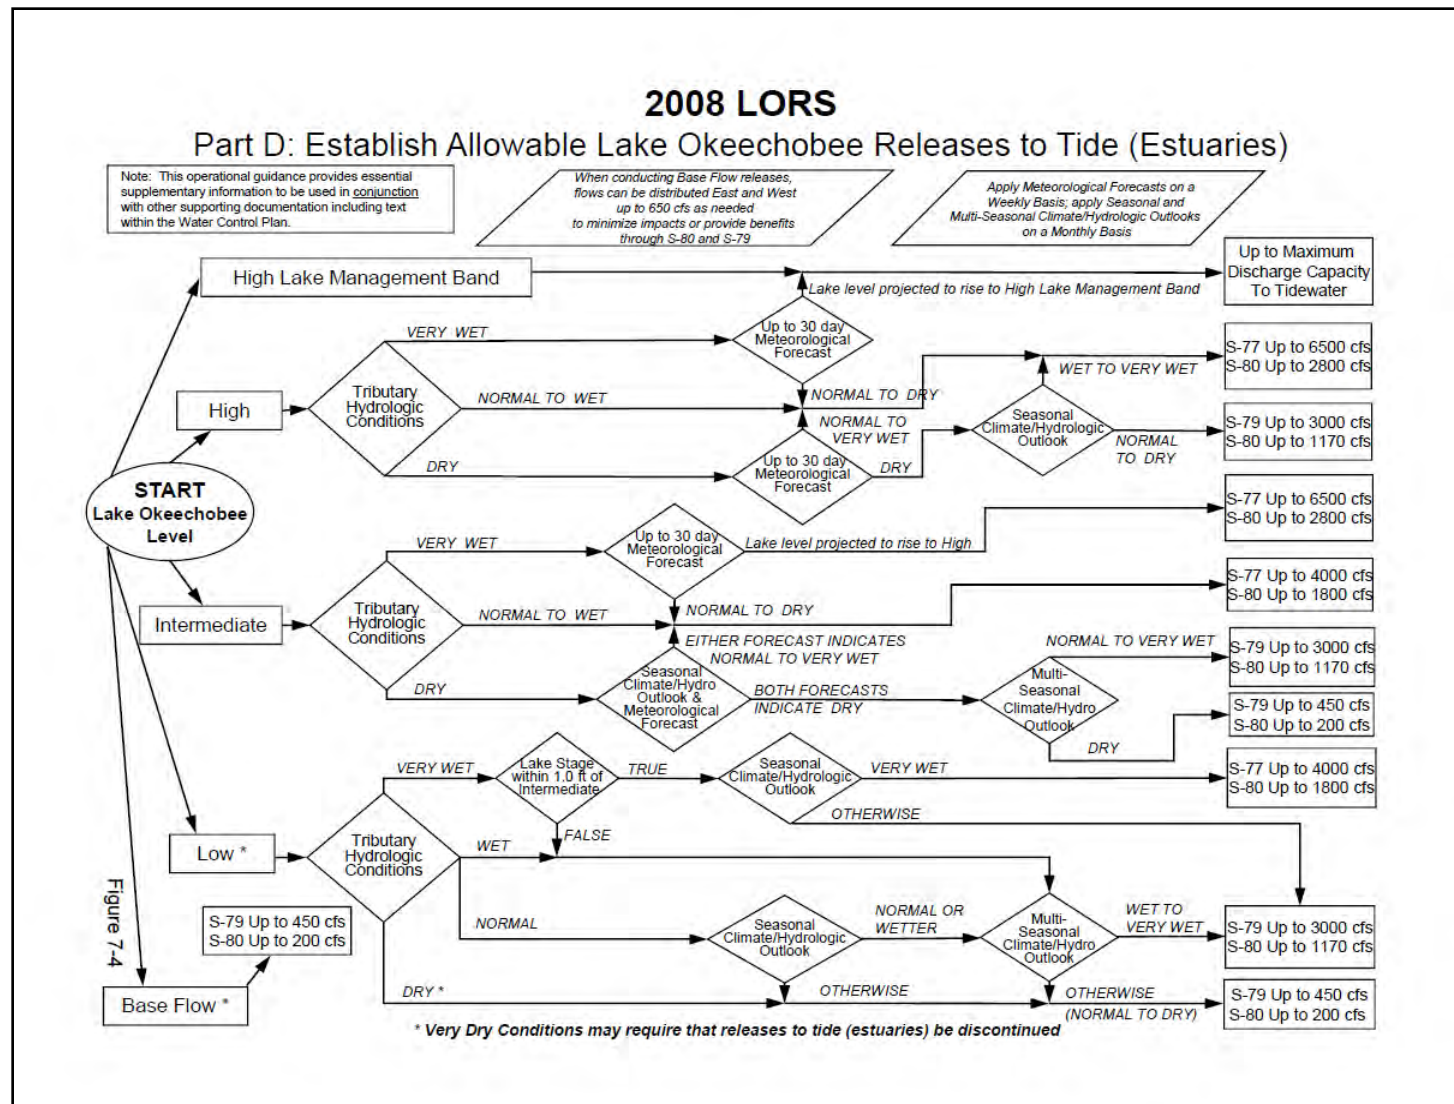 2008 LORS
Part D: Establish Allowable Lake Okeechobee Releases to Tide (Estuaries)
Note: This operational guidance provides essential
supplementary information to be used in conjunction
with other supporting documentation including text
within the Water Control Plan.
When conducting Base Flow releases,
flows can be distributed East and West
up to 650 cfs as needed
to minimize impacts or provide benefits
through S-80 and S-79
Apply Meteorological Forecasts on a
Weekly Basis; apply Seasonal and
Multi-Seasonal Climate/Hydrologic Outlooks
on a Monthly Basis
High Lake Management Band
Lake level projected to rise to High Lake Management Band
Up to Maximum
Discharge Capacity
To Tidewater
VERY WET
Up to 30 day
Meteorological
Forecast
S-77 Up to 6500 cfs
S-80 Up to 2800 cfs
WET TO VERY WET
High
Tributary
Hydrologic
Conditions
NORMAL TO WET
NORMAL TO DRY
NORMAL TO
VERY WET
Seasonal
Climate/Hydrologic
Outlook
S-79 Up to 3000 cfs
S-80 Up to 1170 cfs
NORMAL
TO DRY
DRY
Up to 30 day
Meteorological
Forecast
DRY
START
Lake Okeechobee
Level
S-77 Up to 6500 cfs
S-80 Up to 2800 cfs
VERY WET
Up to 30 day
Meteorological
Forecast
Lake level projected to rise to High
S-77 Up to 4000 cfs
S-80 Up to 1800 cfs
Intermediate
Tributary
Hydrologic
Conditions
NORMAL TO WET
NORMAL TO DRY
EITHER FORECAST INDICATES
NORMAL TO VERY WET
NORMAL TO VERY WET
S-79 Up to 3000 cfs
S-80 Up to 1170 cfs
DRY
Seasonal
Climate/Hydro
Outlook &
Meteorological
Forecast
BOTH FORECASTS
INDICATE DRY
Multi-
Seasonal
Climate/Hydro
Outlook
S-79 Up to 450 cfs
S-80 Up to 200 cfs
DRY
VERY WET
Lake Stage
within 1.0 ft of
Intermediate
TRUE
Seasonal
Climate/Hydrologic
Outlook
VERY WET
S-77 Up to 4000 cfs
S-80 Up to 1800 cfs
OTHERWISE
FALSE
Low *
Tributary
Hydrologic
Conditions
WET
NORMAL
Seasonal
Climate/Hydrologic
Outlook
NORMAL OR
WETTER
Multi-
Seasonal
Climate/Hydro
Outlook
WET TO
VERY WET
S-79 Up to 3000 cfs
S-80 Up to 1170 cfs
Figure 7-4
S-79 Up to 450 cfs
S-80 Up to 200 cfs
Base Flow *
DRY *
OTHERWISE
OTHERWISE
(NORMAL TO DRY)
S-79 Up to 450 cfs
S-80 Up to 200 cfs
* Very Dry Conditions may require that releases to tide (estuaries) be discontinued